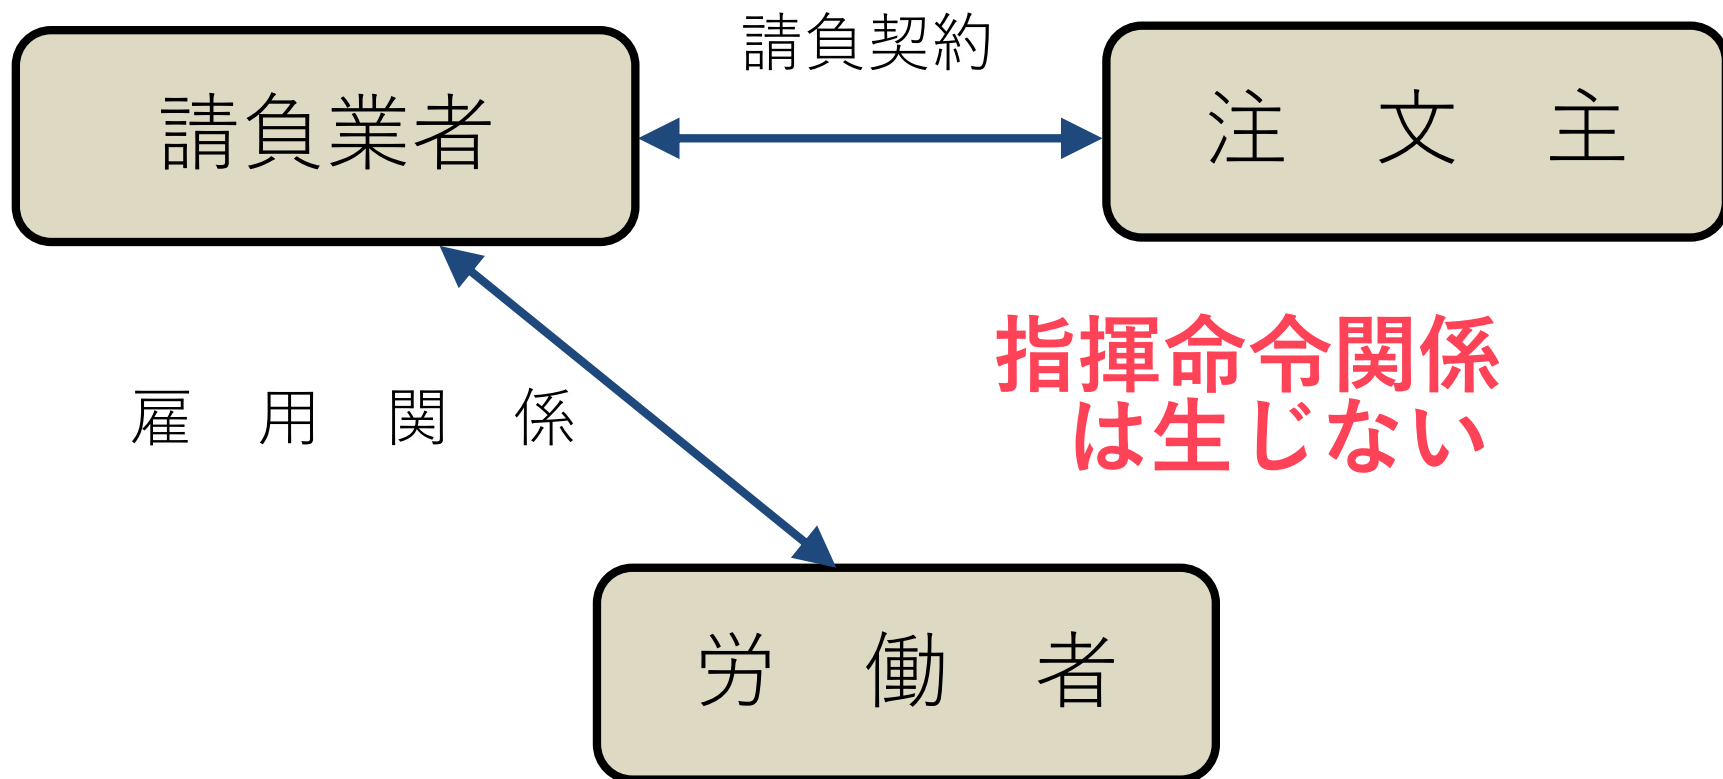 請負契約
請負業者
注　文　主
指揮命令関係
は生じない
雇　用　関　係
労　働　者